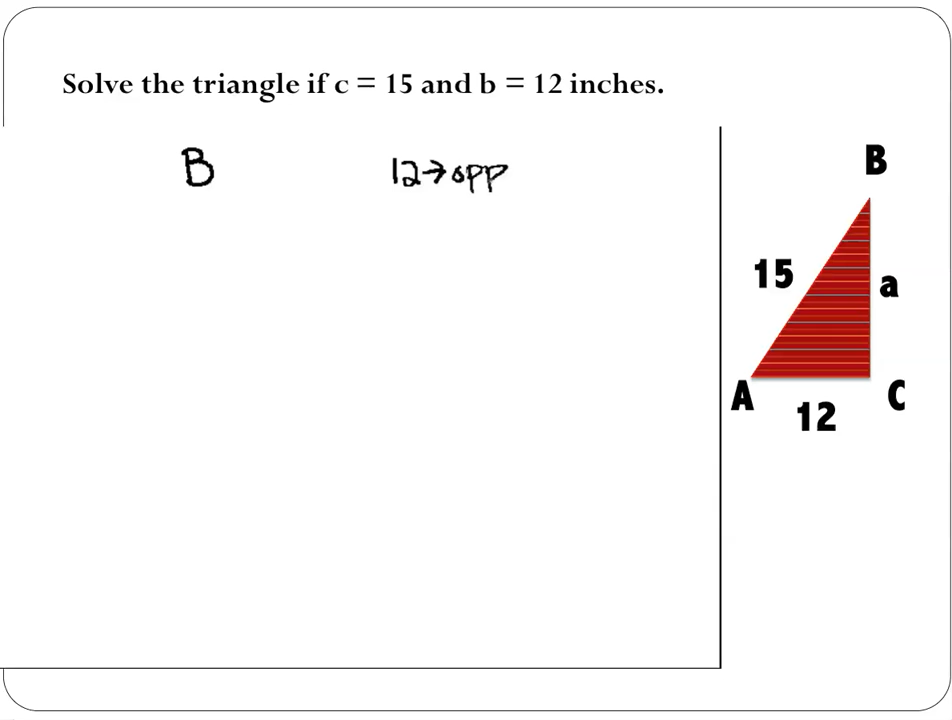 Solve the triangle if c = 15 and b = 12 inches.
B 12→opp
B
15
a
A
C
12